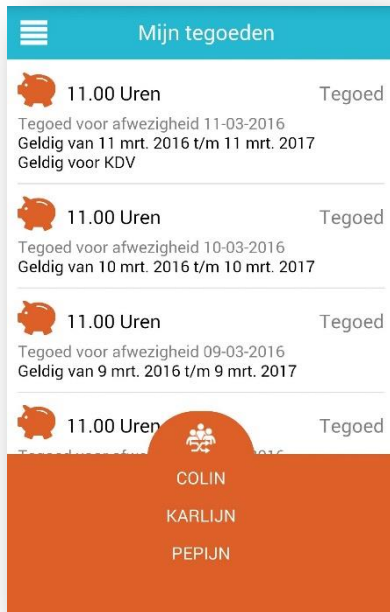 Mijn tegoeden
11.00 Uren Tegoed
Tegoed voor afwezigheid 11-03-2016
Geldig van 11 mrt. 2016 t/m 11 mrt. 2017
Geldig voor KDV
11.00 Uren Tegoed
Tegoed voor afwezigheid 10-03-2016
Geldig van 10 mrt. 2016 t/m 10 mrt. 2017
11.00 Uren Tegoed
Tegoed voor afwezigheid 09-03-2016
Geldig van 9 mrt. 2016 t/m 9 mrt. 2017
11.00 Uren Tegoed
COLIN
KARLIJN
PEPIJN